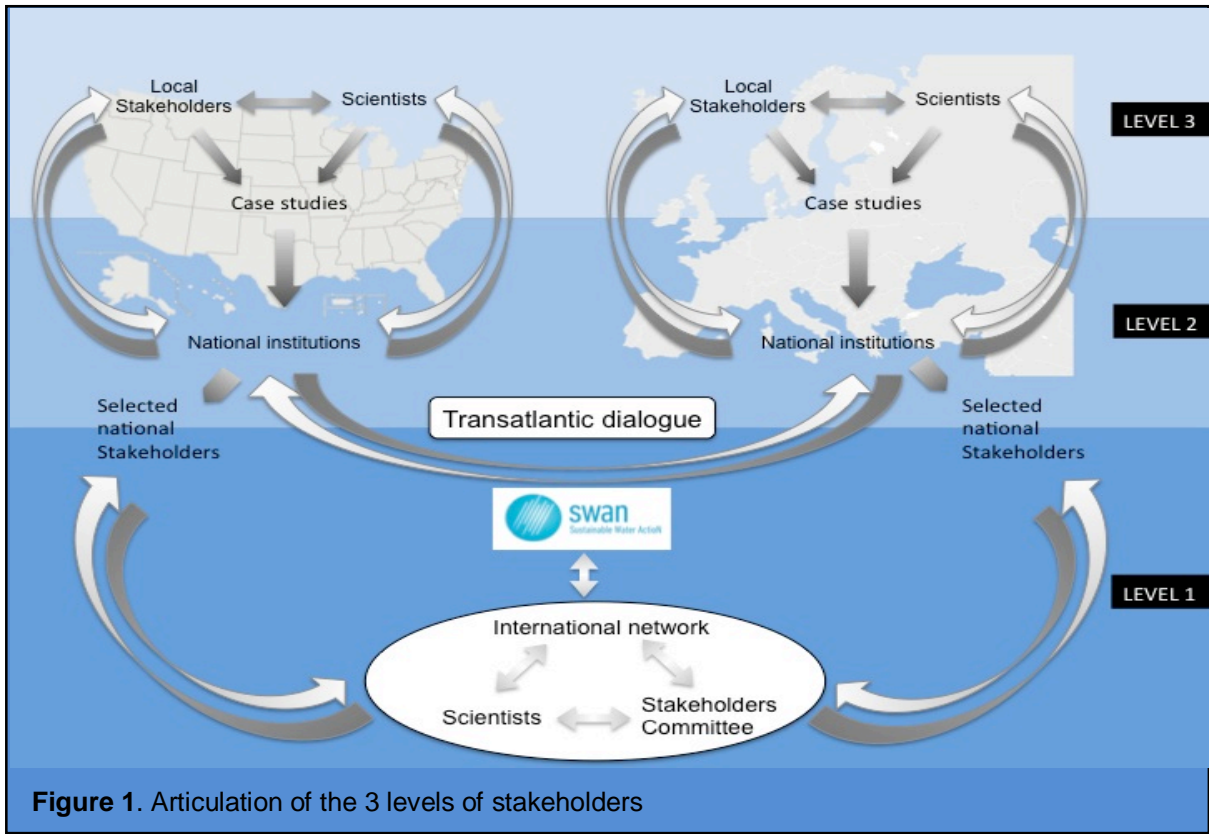 Local
Stakeholders
Scientists
Case studies
National institutions
Selected
national
Stakeholders
Local
Stakeholders
Scientists
Case studies
National institutions
Selected
national
Stakeholders
LEVEL 3
LEVEL 2
Transatlantic dialogue
swan
Sustainable Water ActioN
LEVEL 1
International network
Scientists
Stakeholders
Committee
Figure 1. Articulation of the 3 levels of stakeholders